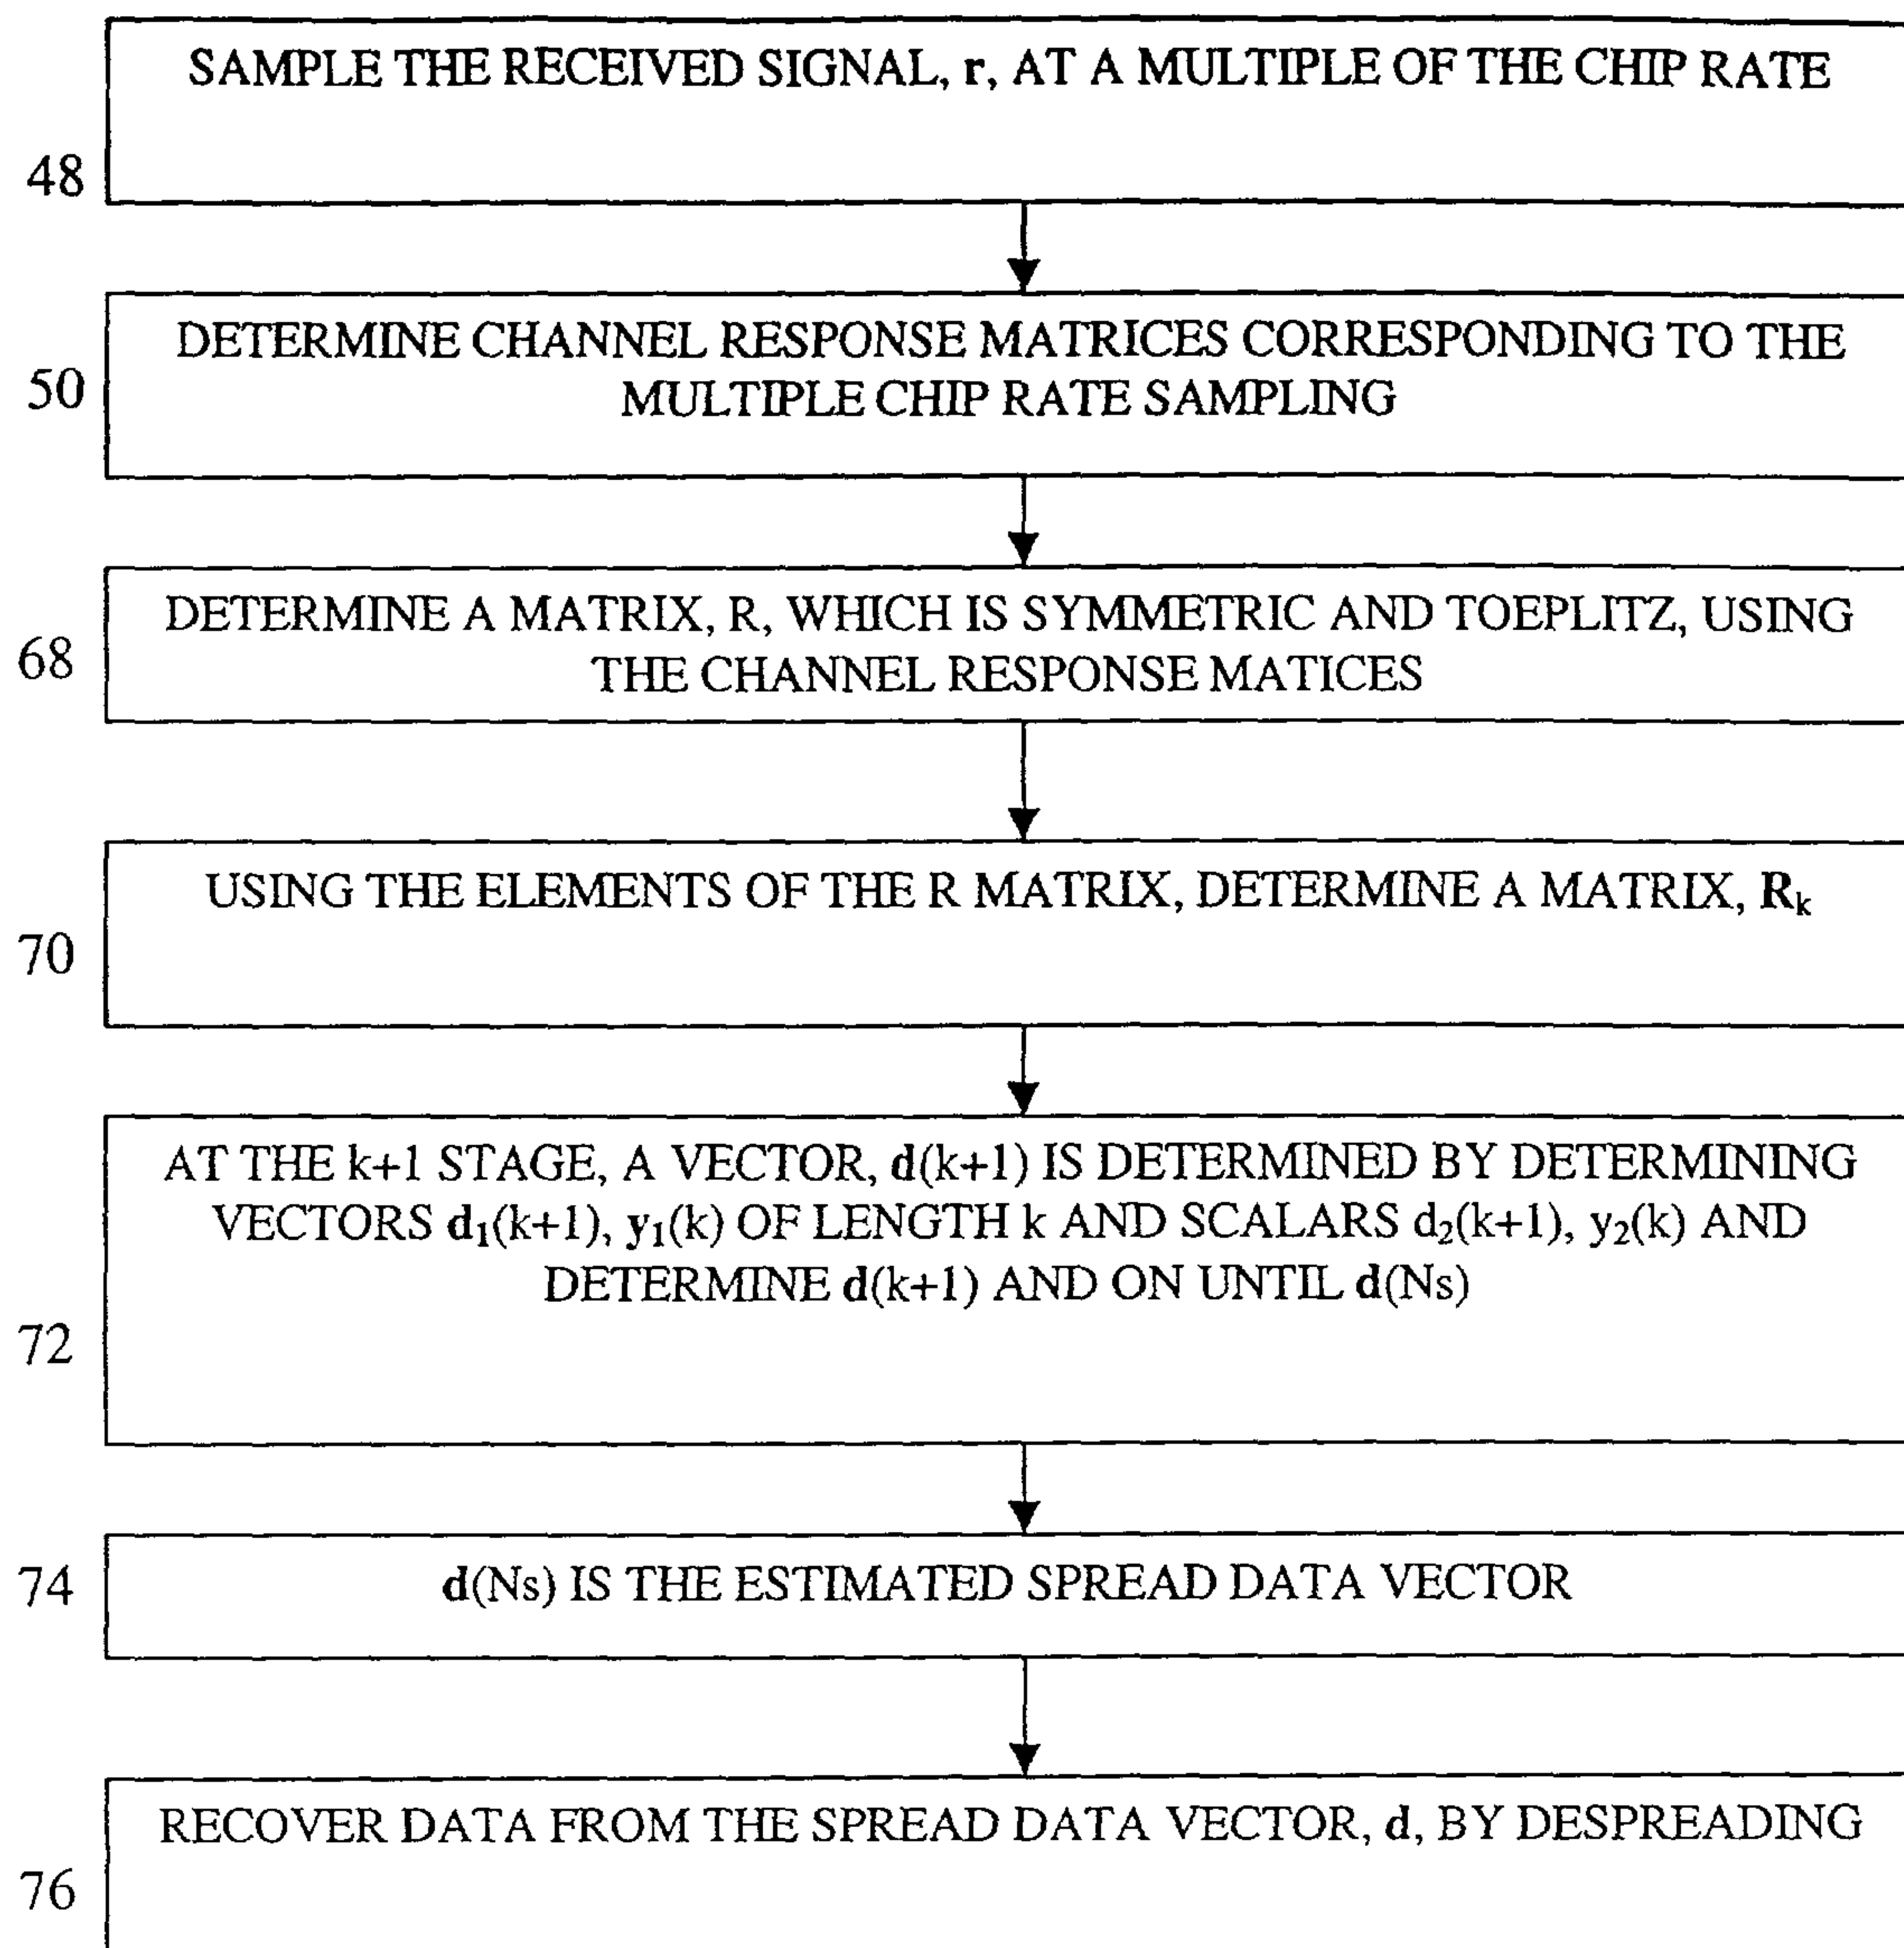 SAMPLE THE RECEIVED SIGNAL, r, AT A MULTIPLE OF THE CHIP RATE
48
DETERMINE CHANNEL RESPONSE MATRICES CORRESPONDING TO THE
MULTIPLE CHIP RATE SAMPLING
50
DETERMINE A MATRIX, R, WHICH IS SYMMETRIC AND TOEPLITZ, USING
THE CHANNEL RESPONSE MATICES
68
USING THE ELEMENTS OF THE R MATRIX, DETERMINE A MATRIX, Rₖ
70
AT THE k+1 STAGE, A VECTOR, d(k+1) IS DETERMINED BY DETERMINING
VECTORS d₁(k+1), y₁(k) OF LENGTH k AND SCALARS d₂(k+1), y₂(k) AND
DETERMINE d(k+1) AND ON UNTIL d(Ns)
72
d(Ns) IS THE ESTIMATED SPREAD DATA VECTOR
74
RECOVER DATA FROM THE SPREAD DATA VECTOR, d, BY DESPREADING
76